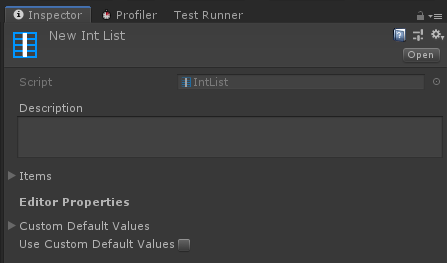 Inspector Profiler Test Runner
New Int List
Open
Script IntList
Description
Items
Editor Properties
Custom Default Values
Use Custom Default Values